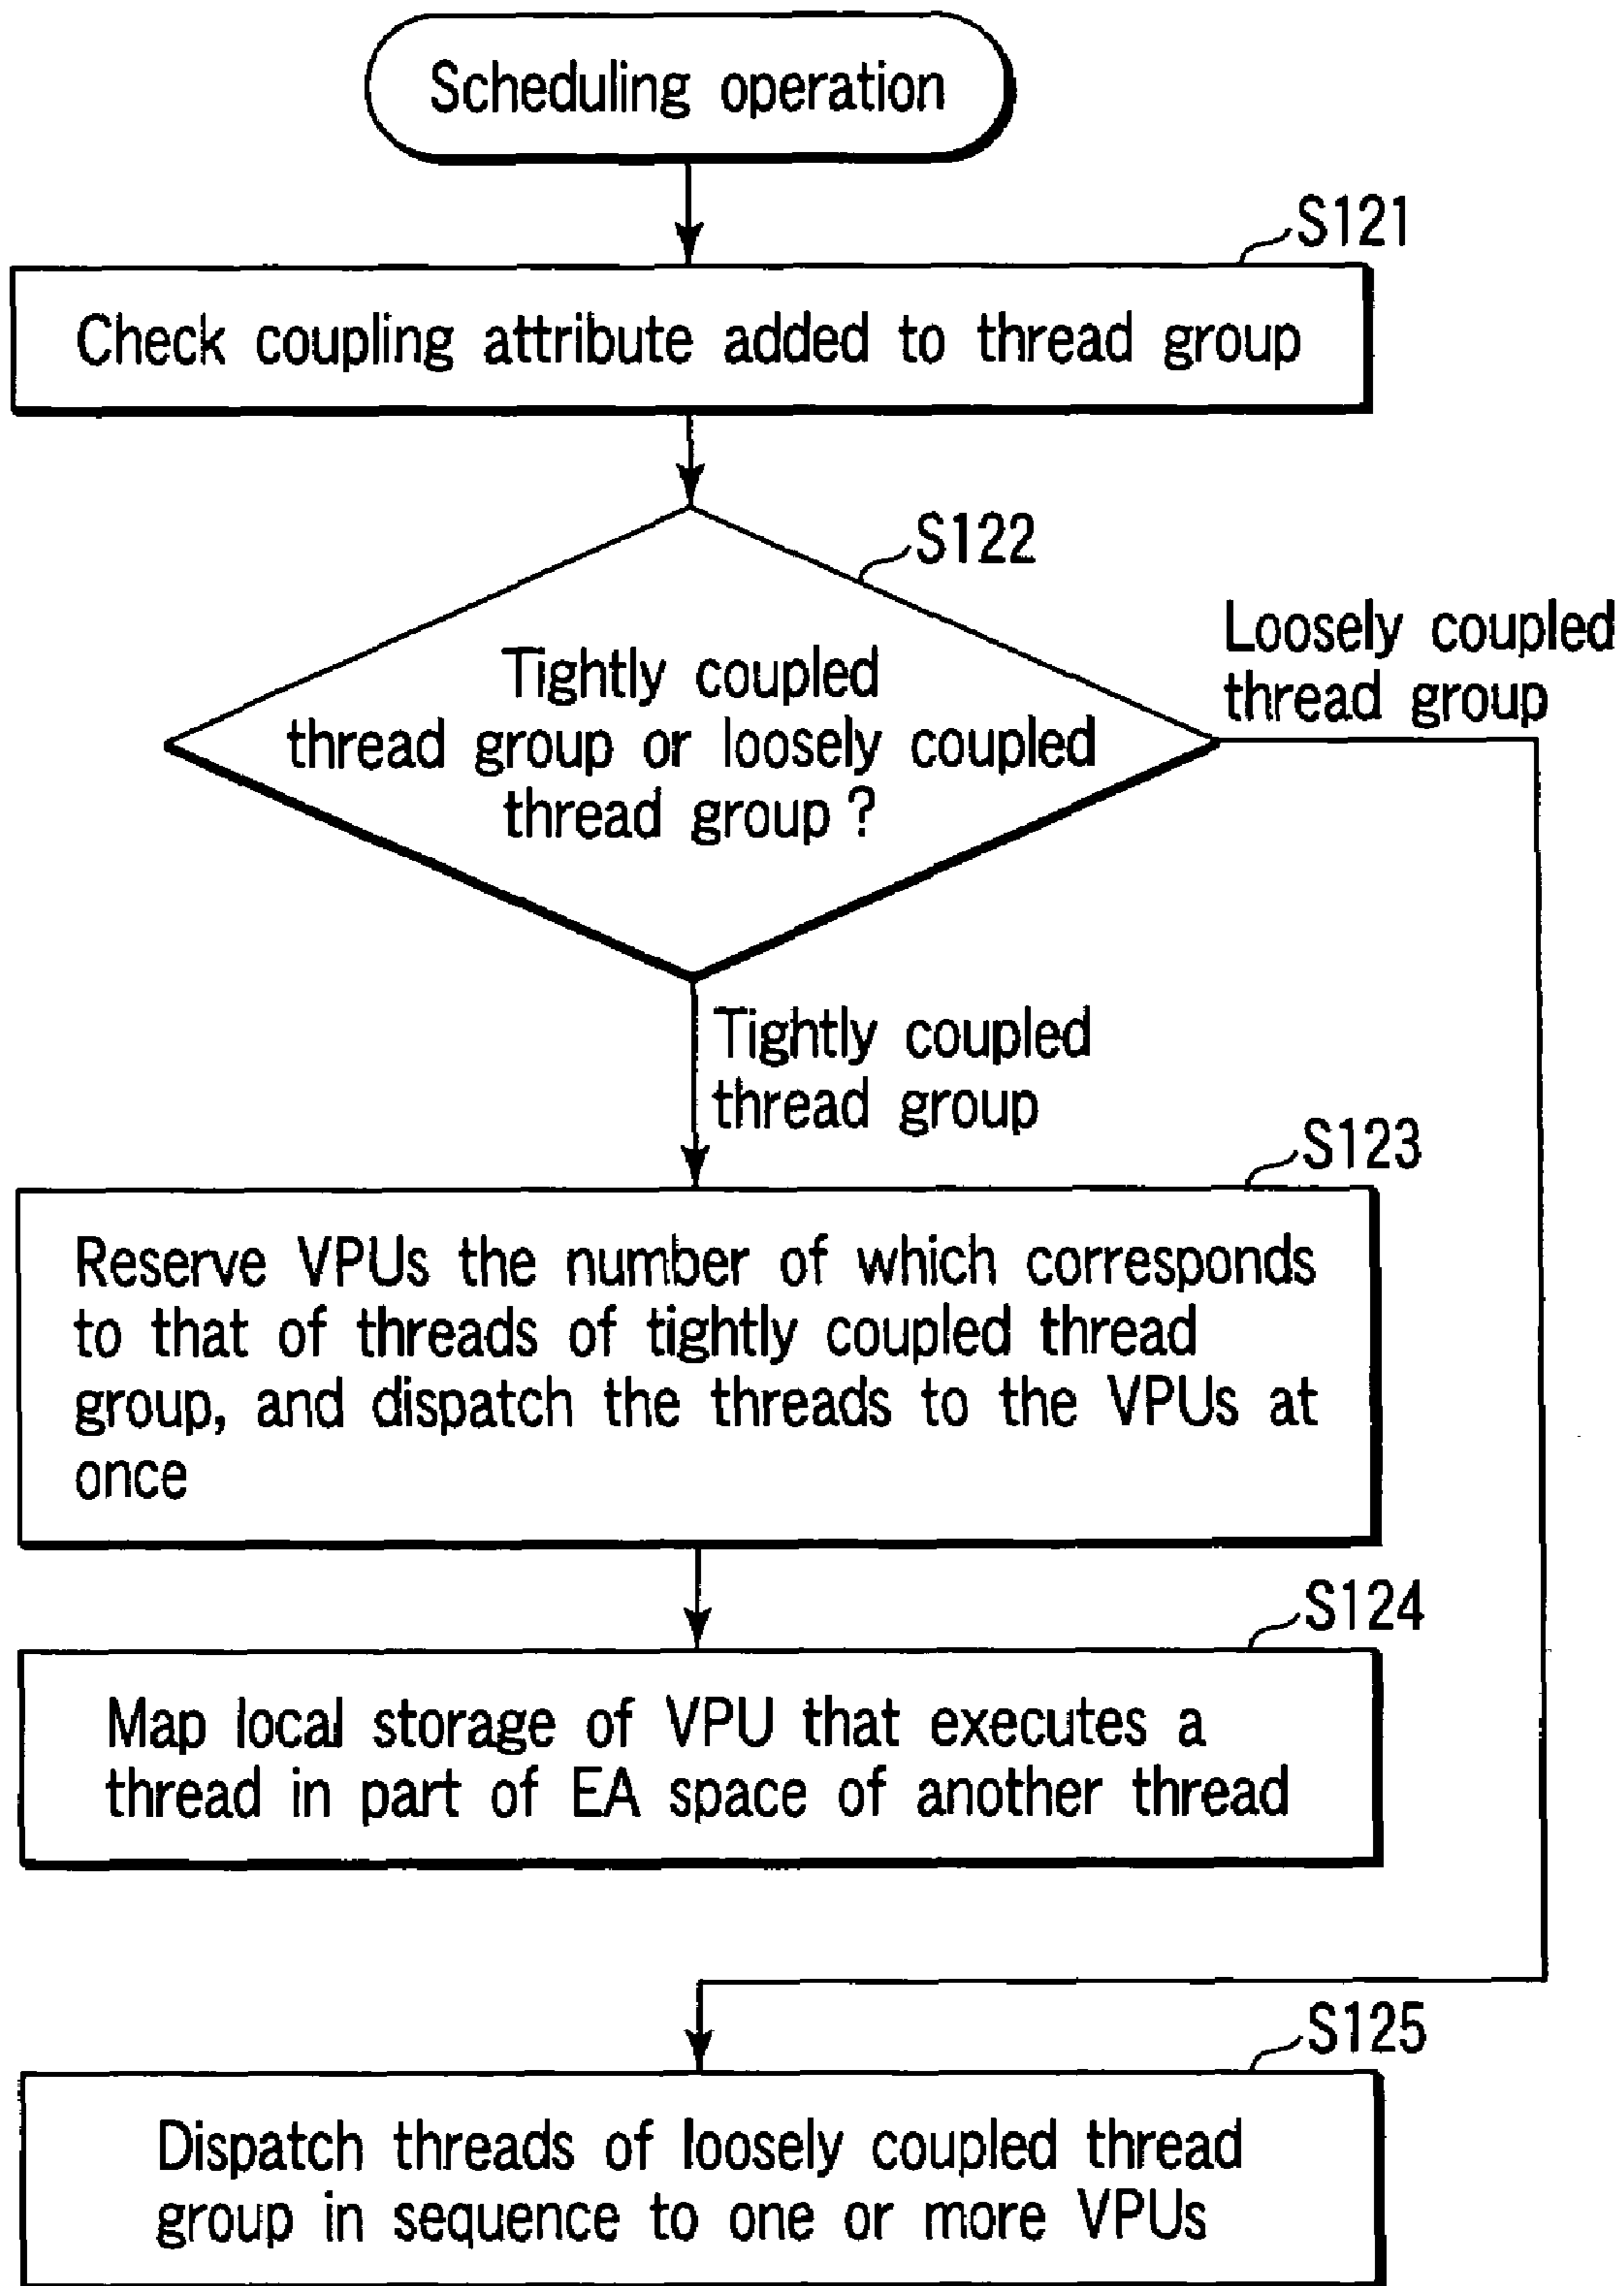 Scheduling operation
S121
Check coupling attribute added to thread group
S122
Loosely coupled
thread group
Tightly coupled
thread group or loosely coupled
thread group ?
Tightly coupled
thread group
S123
Reserve VPUs the number of which corresponds
to that of threads of tightly coupled thread
group, and dispatch the threads to the VPUs at
once
S124
Map local storage of VPU that executes a
thread in part of EA space of another thread
S125
Dispatch threads of loosely coupled thread
group in sequence to one or more VPUs